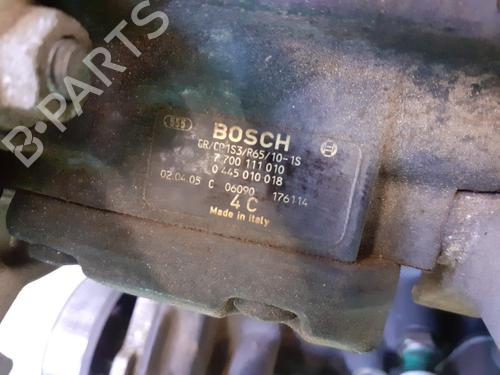 555 BOSCH
CR/CP1S3/R65/10-1S
7 700 111 010
0 445 010 018
02.04.05 C 06090 176114
4 C
Made in Italy
B-PARTS